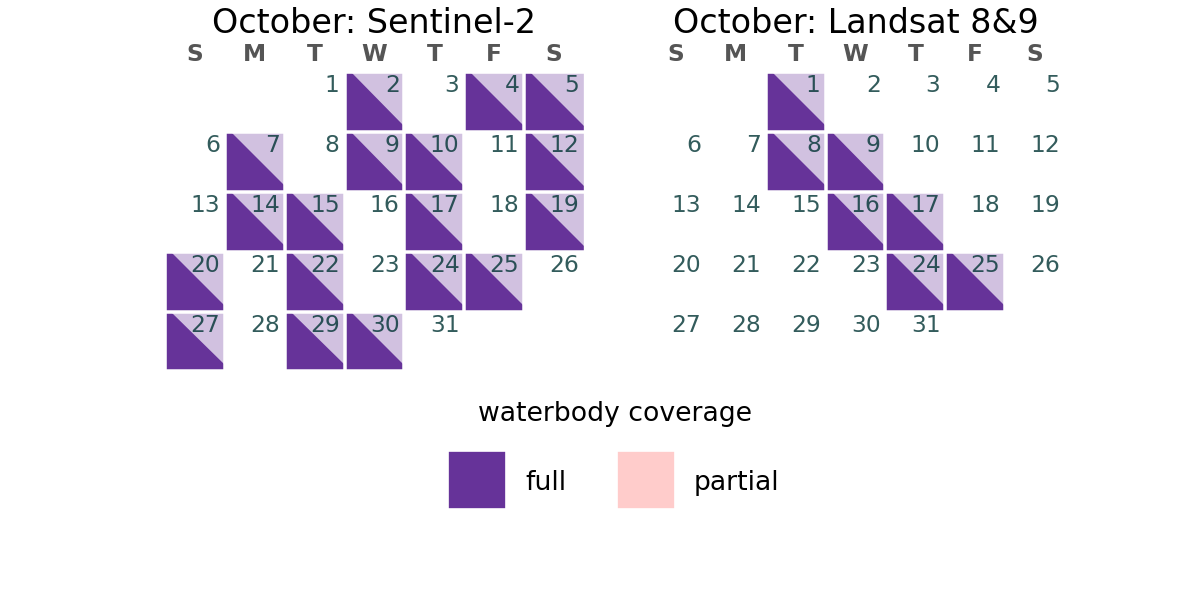 October: Sentinel-2
S M T W T F S
1 2 3 4 5
6 7 8 9 10 11 12
13 14 15 16 17 18 19
20 21 22 23 24 25 26
27 28 29 30 31
October: Landsat 8&9
S M T W T F S
1 2 3 4 5
6 7 8 9 10 11 12
13 14 15 16 17 18 19
20 21 22 23 24 25 26
27 28 29 30 31
waterbody coverage
full
partial